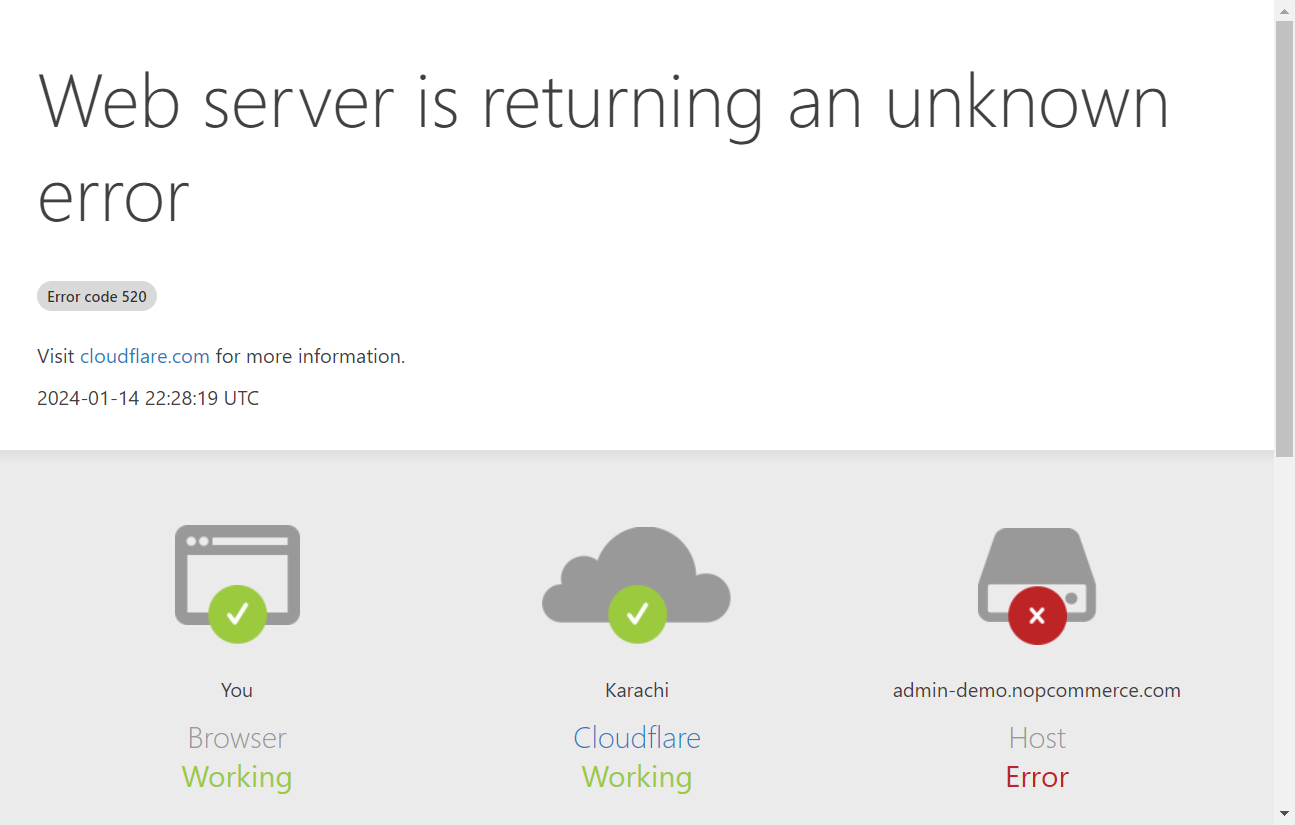 Web server is returning an unknown
error
Error code 520
Visit cloudflare.com for more information.
2024-01-14 22:28:19 UTC
You
Browser
Working
Karachi
Cloudflare
Working
admin-demo.nopcommerce.com
Host
Error